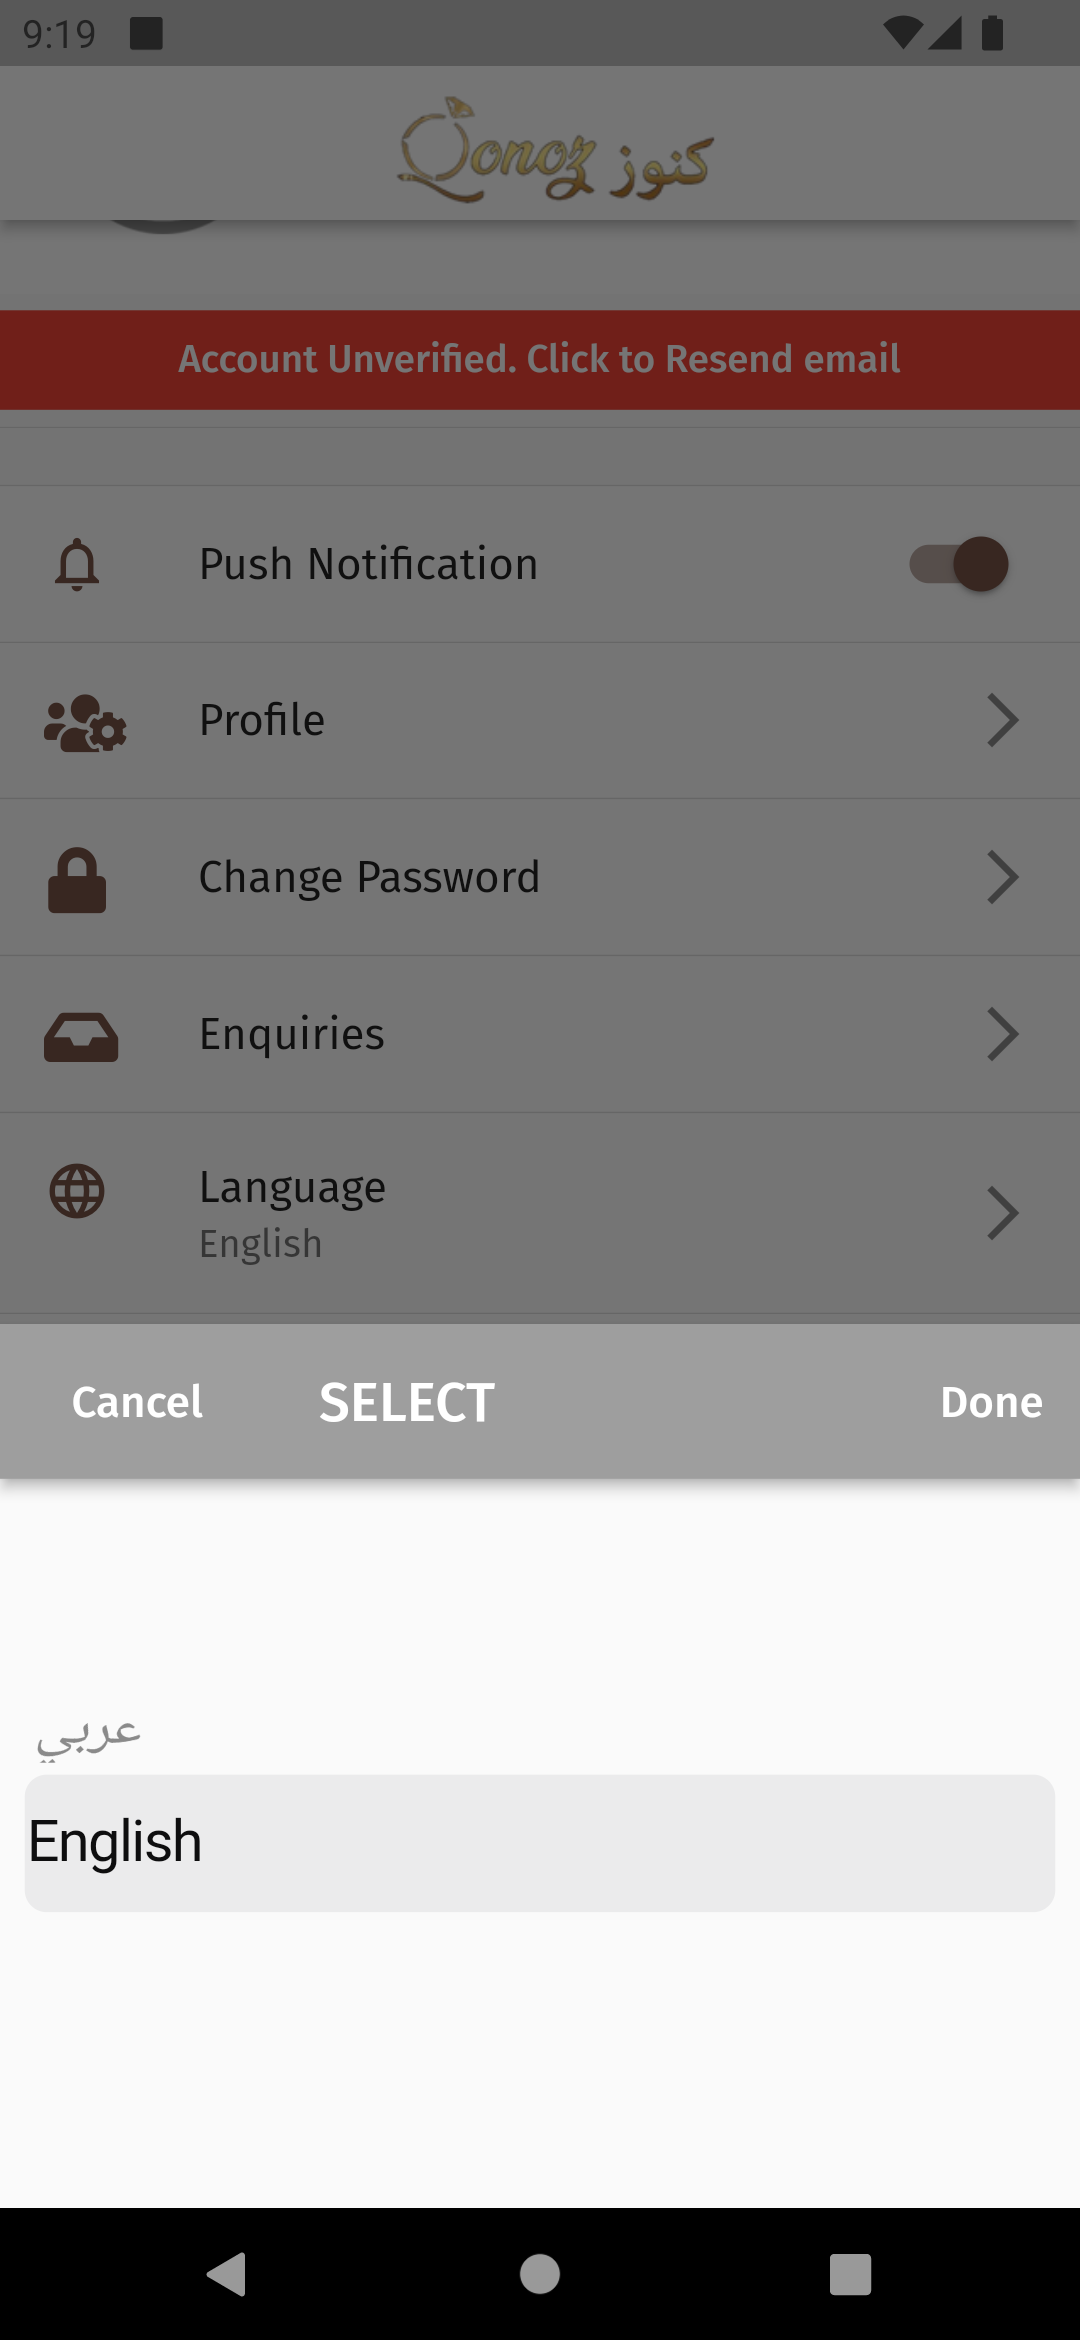 9:19
Qonoz كنوز
Account Unverified. Click to Resend email
Push Notification
Profile
Change Password
Enquiries
Language
English
Cancel SELECT Done
عربي
English